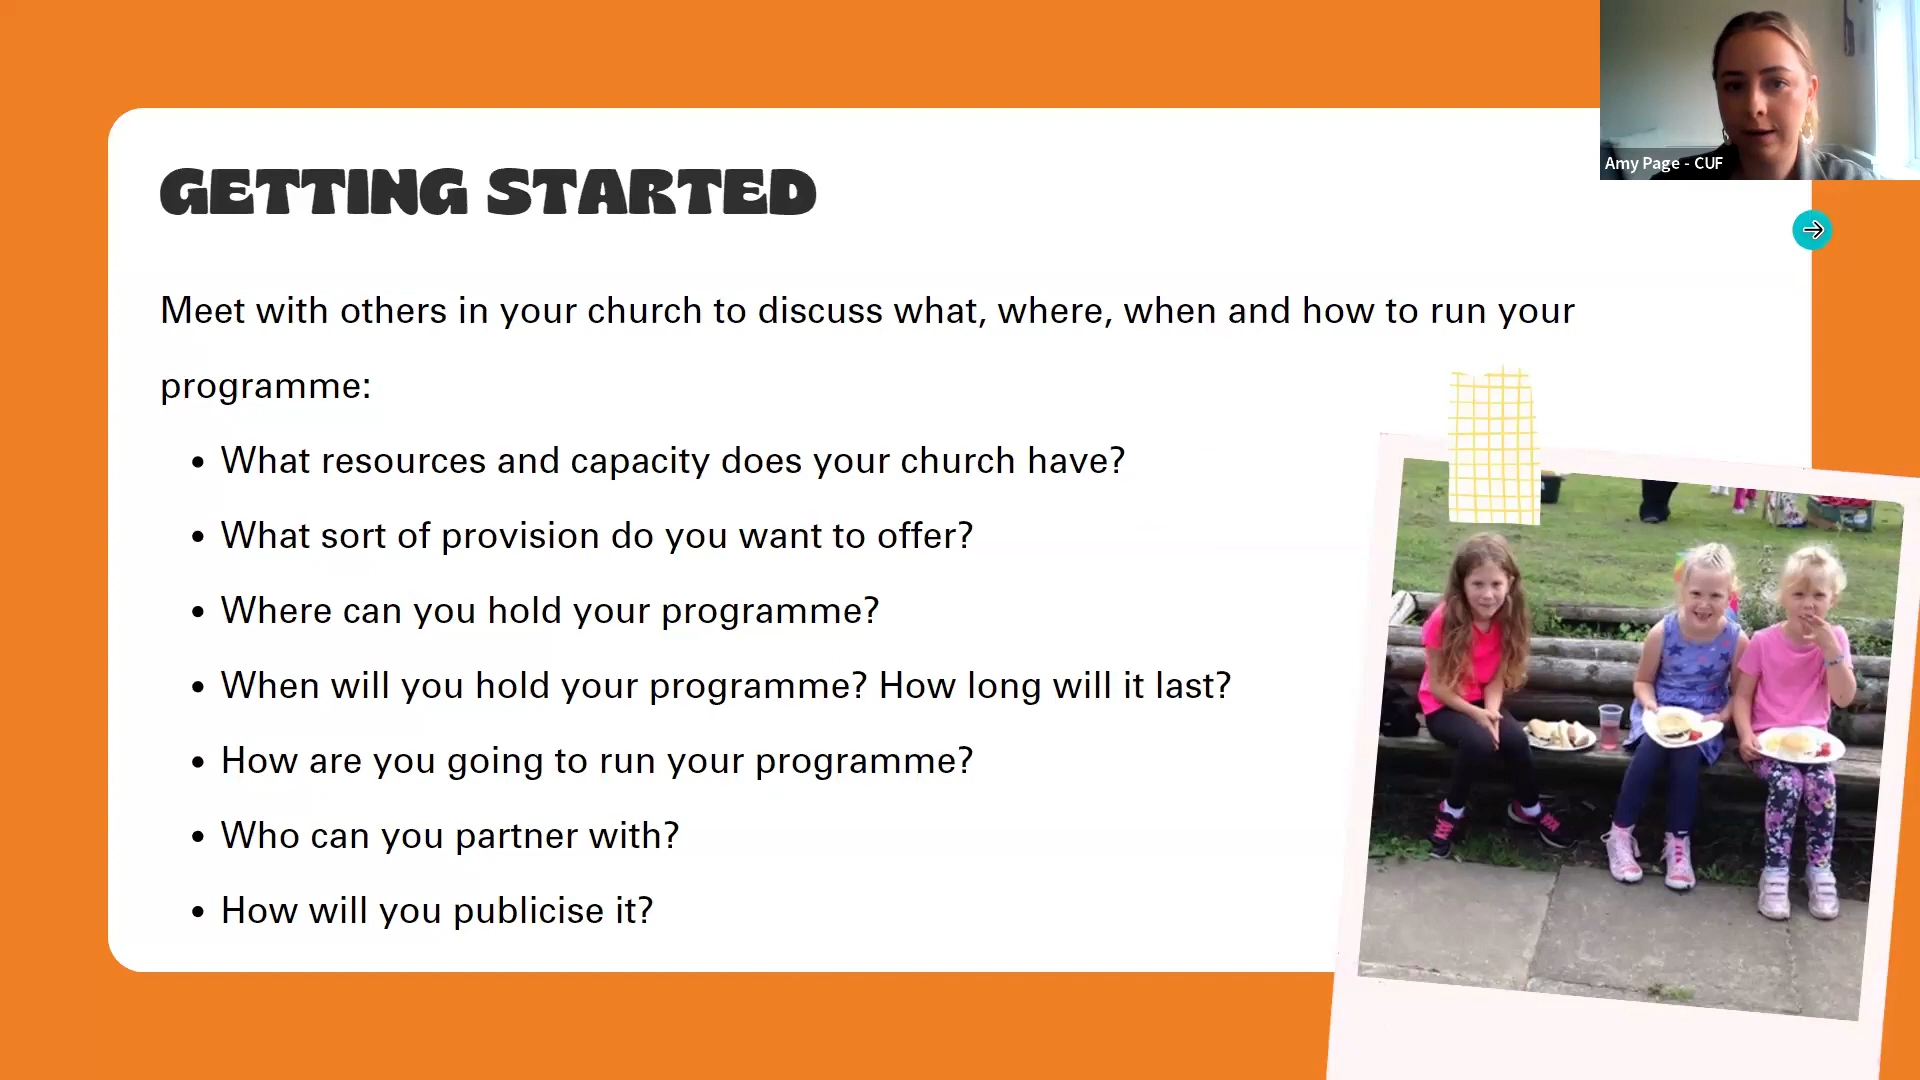 Amy Page - CUF
GETTING STARTED
Meet with others in your church to discuss what, where, when and how to run your
programme:
• What resources and capacity does your church have?
• What sort of provision do you want to offer?
• Where can you hold your programme?
• When will you hold your programme? How long will it last?
• How are you going to run your programme?
• Who can you partner with?
• How will you publicise it?